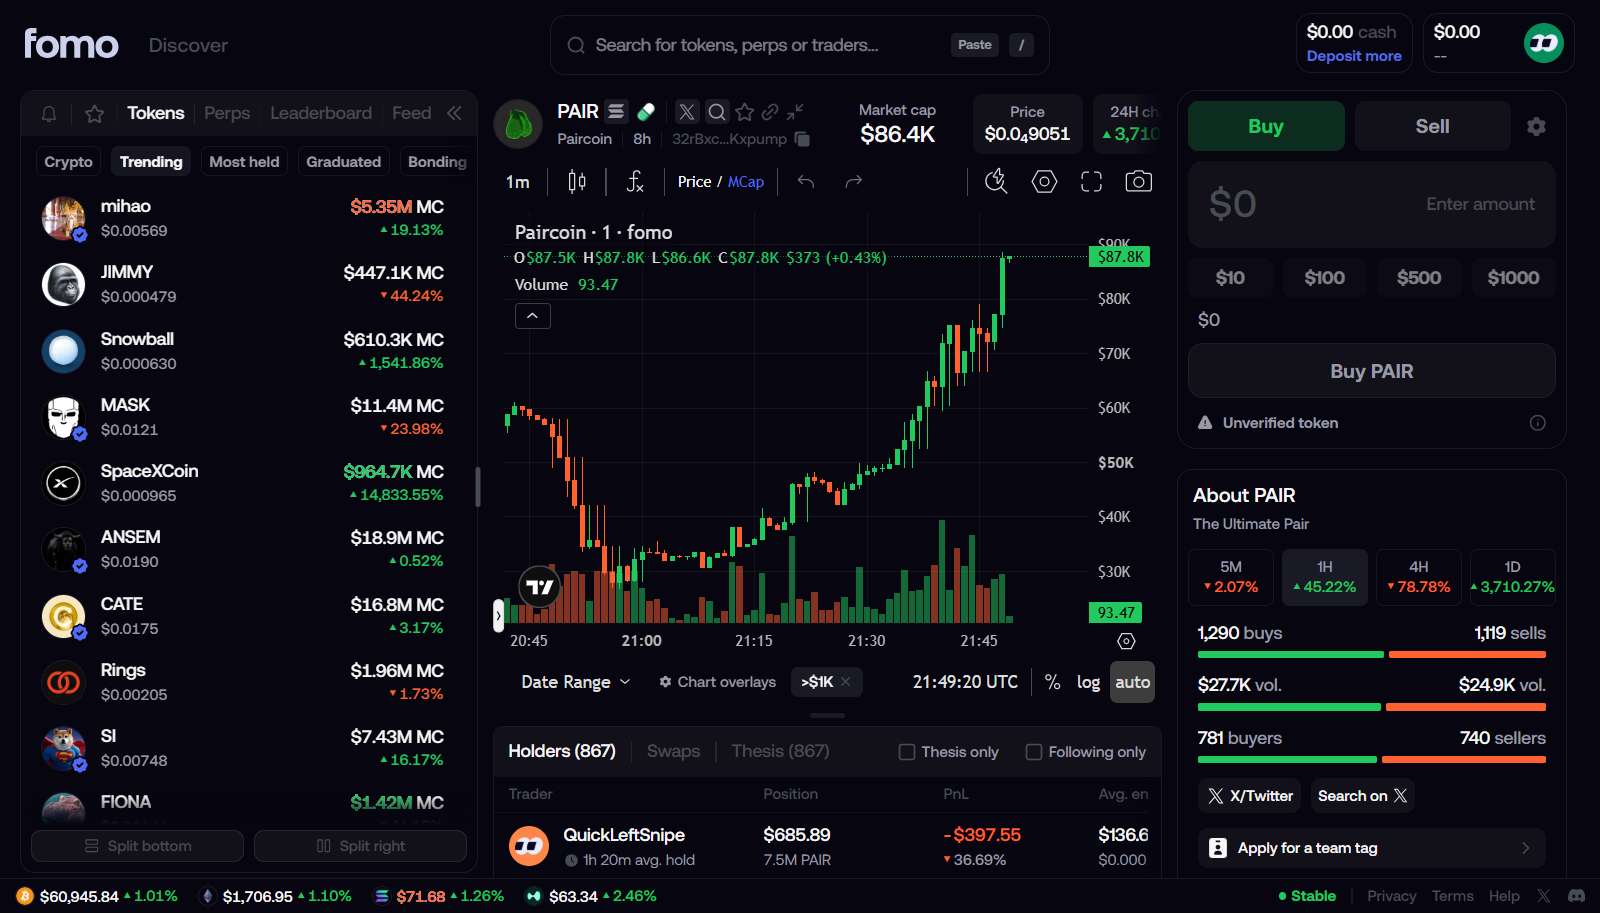 fomo
Discover
Search for tokens, perps or traders...
Paste
/
$0.00 cash
Deposit more
$0.00
--
Tokens
Perps
Leaderboard
Feed
Crypto
Trending
Most held
Graduated
Bonding
mihao
$0.00569
$5.35M MC
19.13%
JIMMY
$0.000479
$447.1K MC
44.24%
Snowball
$0.000630
$610.3K MC
1,541.86%
MASK
$0.0121
$11.4M MC
23.98%
SpaceXCoin
$0.000965
$964.7K MC
14,833.55%
ANSEM
$0.0190
$18.9M MC
0.52%
CATE
$0.0175
$16.8M MC
3.17%
Rings
$0.00205
$1.96M MC
1.73%
SI
$0.00748
$7.43M MC
16.17%
FIONA
$1.42M MC
Split bottom
Split right
PAIR
Paircoin
8h
32rBxc...Kxpump
Market cap
$86.4K
Price
$0.0₄9051
24H ch
3,710
1m
Price / MCap
Paircoin · 1 · fomo
O$87.5K H$87.8K L$86.6K C$87.8K $373 (+0.43%)
Volume 93.47
$90K
$87.8K
$80K
$70K
$60K
$50K
$40K
$30K
93.47
20:45
21:00
21:15
21:30
21:45
Date Range
Chart overlays
>$1K
21:49:20 UTC
%
log
auto
Holders (867)
Swaps
Thesis (867)
Thesis only
Following only
Trader
Position
PnL
Avg. en
QuickLeftSnipe
1h 20m avg. hold
$685.89
7.5M PAIR
-$397.55
36.69%
$136.6
$0.000
Buy
Sell
$0
Enter amount
$10
$100
$500
$1000
$0
Buy PAIR
Unverified token
About PAIR
The Ultimate Pair
5M
2.07%
1H
45.22%
4H
78.78%
1D
3,710.27%
1,290 buys
1,119 sells
$27.7K vol.
$24.9K vol.
781 buyers
740 sellers
X/Twitter
Search on X
Apply for a team tag
$60,945.84 1.01%
$1,706.95 1.10%
$71.68 1.26%
$63.34 2.46%
Stable
Privacy
Terms
Help